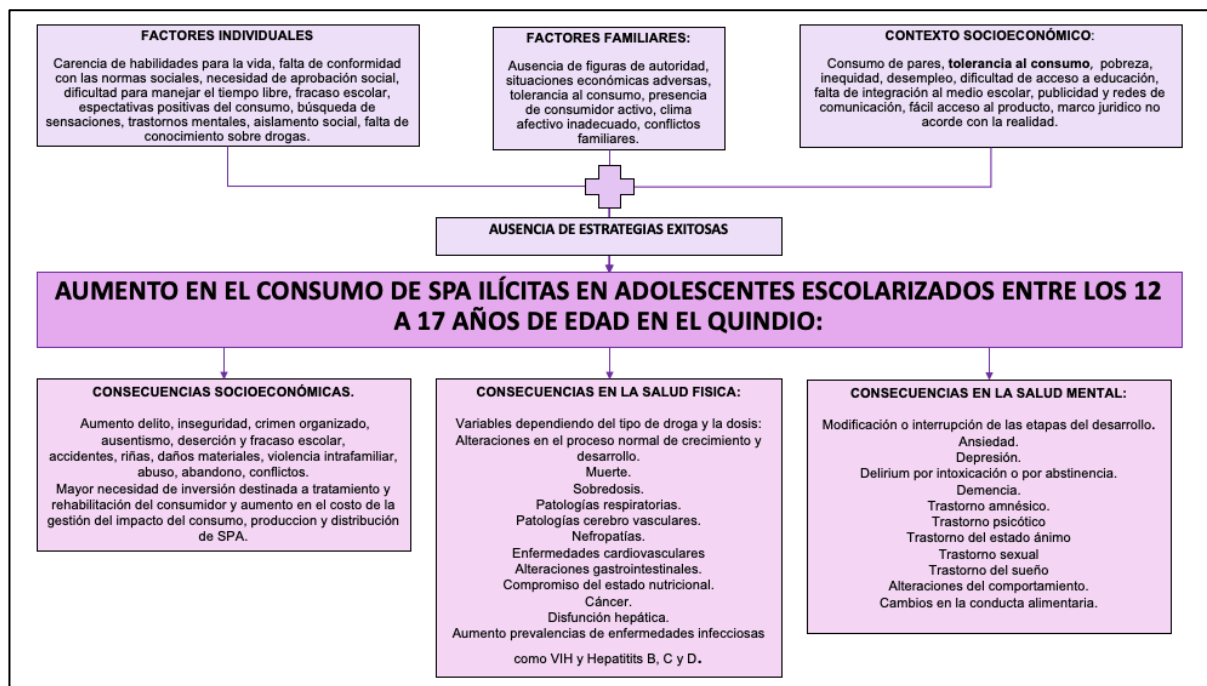 FACTORES INDIVIDUALES
Carencia de habilidades para la vida, falta de conformidad
con las normas sociales, necesidad de aprobación social,
dificultad para manejar el tiempo libre, fracaso escolar,
espectativas positivas del consumo, búsqueda de
sensaciones, trastornos mentales, aislamento social, falta de
conocimiento sobre drogas.
FACTORES FAMILIARES:
Ausencia de figuras de autoridad,
situaciones económicas adversas,
tolerancia al consumo, presencia
de consumidor activo, clima
afectivo inadecuado, conflictos
familiares.
CONTEXTO SOCIOECONÓMICO:
Consumo de pares, tolerancia al consumo, pobreza,
inequidad, desempleo, dificultad de acceso a educación,
falta de integración al medio escolar, publicidad y redes de
comunicación, fácil acceso al producto, marco juridico no
acorde con la realidad.
AUSENCIA DE ESTRATEGIAS EXITOSAS
AUMENTO EN EL CONSUMO DE SPA ILÍCITAS EN ADOLESCENTES ESCOLARIZADOS ENTRE LOS 12
A 17 AÑOS DE EDAD EN EL QUINDIO:
CONSECUENCIAS SOCIOECONÓMICAS.
Aumento delito, inseguridad, crimen organizado,
ausentismo, deserción y fracaso escolar,
accidentes, riñas, daños materiales, violencia intrafamiliar,
abuso, abandono, conflictos.
Mayor necesidad de inversión destinada a tratamiento y
rehabilitación del consumidor y aumento en el costo de la
gestión del impacto del consumo, produccion y distribución
de SPA.
CONSECUENCIAS EN LA SALUD FISICA:
Variables dependiendo del tipo de droga y la dosis:
Alteraciones en el proceso normal de crecimiento y
desarrollo.
Muerte.
Sobredosis.
Patologías respiratorias.
Patologías cerebro vasculares.
Nefropatías.
Enfermedades cardiovasculares
Alteraciones gastrointestinales.
Compromiso del estado nutricional.
Cáncer.
Disfunción hepática.
Aumento prevalencias de enfermedades infecciosas
como VIH y Hepatitits B, C y D.
CONSECUENCIAS EN LA SALUD MENTAL:
Modificación o interrupción de las etapas del desarrollo.
Ansiedad.
Depresión.
Delirium por intoxicación o por abstinencia.
Demencia.
Trastorno amnésico.
Trastorno psicótico
Trastorno del estado ánimo
Trastorno sexual
Trastorno del sueño
Alteraciones del comportamiento.
Cambios en la conducta alimentaria.